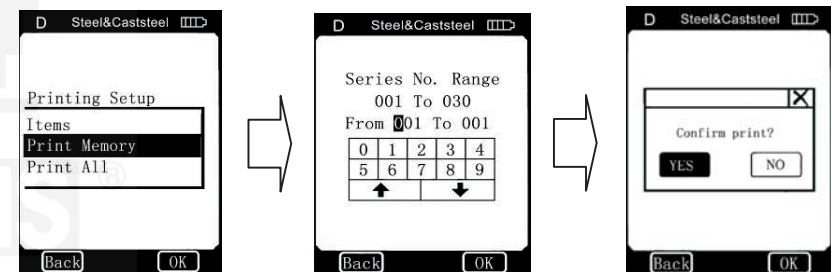 D Steel&Caststeel
Printing Setup
Items
Print Memory
Print All
Back OK
D Steel&Caststeel
Series No. Range
001 To 030
From 001 To 001
0 1 2 3 4
5 6 7 8 9
Back OK
D Steel&Caststeel
X
Confirm print?
YES NO
Back OK